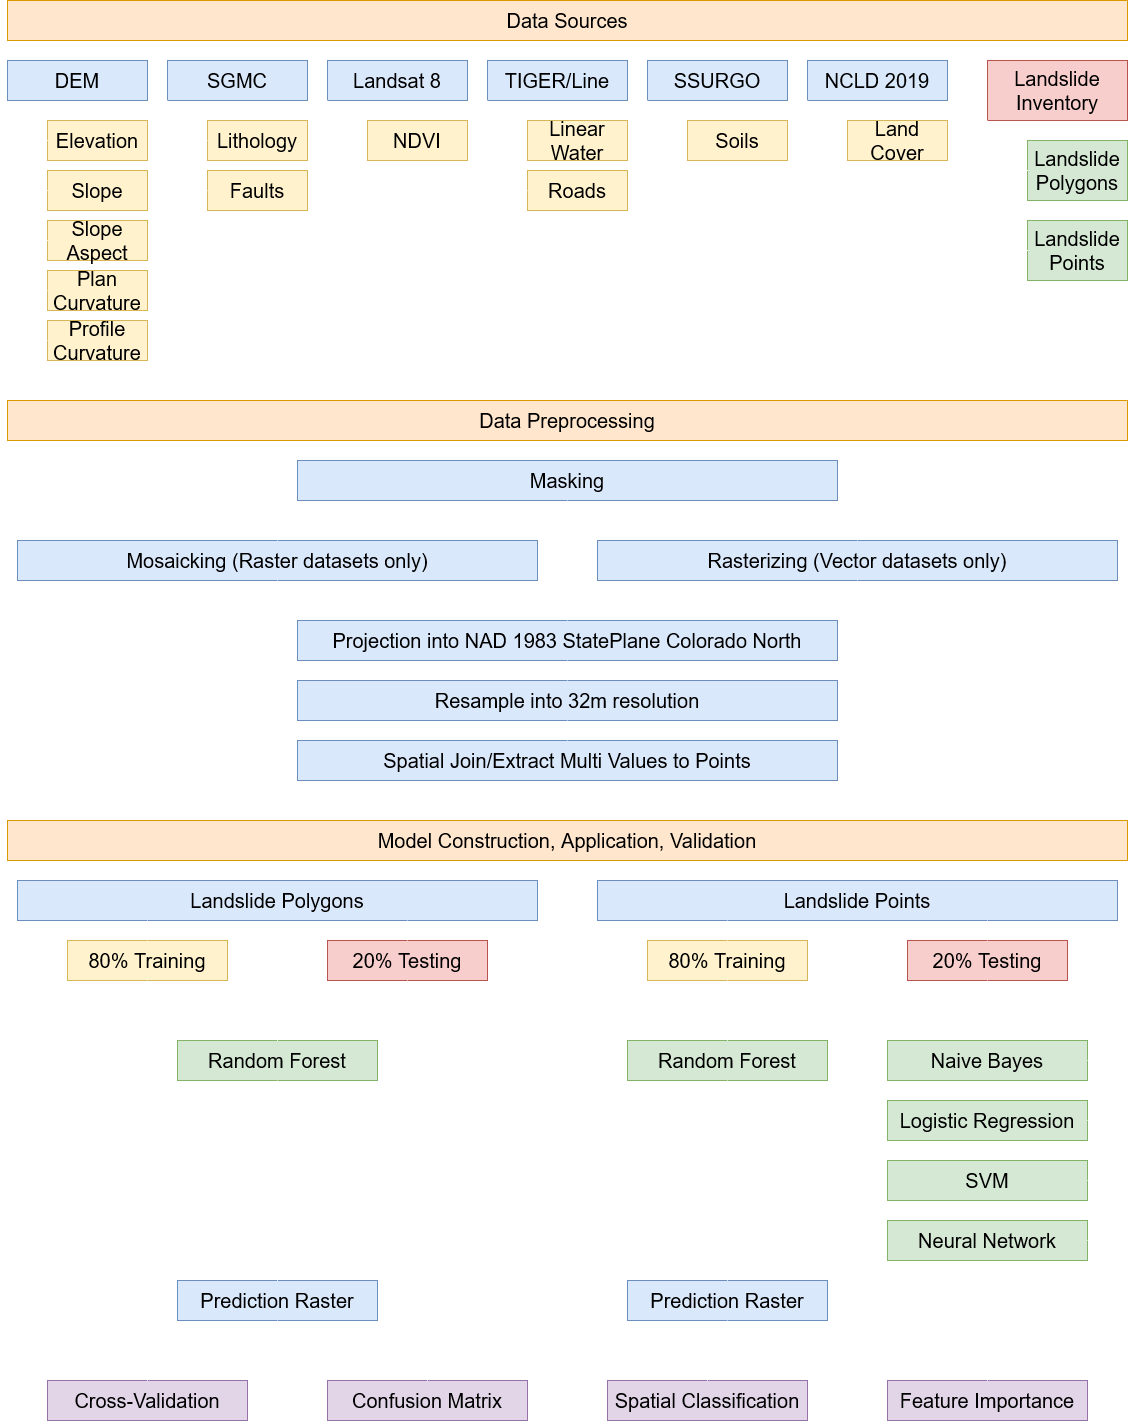 Data Sources
DEM
SGMC
Landsat 8
TIGER/Line
SSURGO
NCLD 2019
Landslide
Inventory
Elevation
Slope
Slope
Aspect
Plan
Curvature
Profile
Curvature
Lithology
Faults
NDVI
Linear
Water
Roads
Soils
Land
Cover
Landslide
Polygons
Landslide
Points
Data Preprocessing
Masking
Mosaicking (Raster datasets only)
Rasterizing (Vector datasets only)
Projection into NAD 1983 StatePlane Colorado North
Resample into 32m resolution
Spatial Join/Extract Multi Values to Points
Model Construction, Application, Validation
Landslide Polygons
Landslide Points
80% Training
20% Testing
80% Training
20% Testing
Random Forest
Random Forest
Naive Bayes
Logistic Regression
SVM
Neural Network
Prediction Raster
Prediction Raster
Cross-Validation
Confusion Matrix
Spatial Classification
Feature Importance